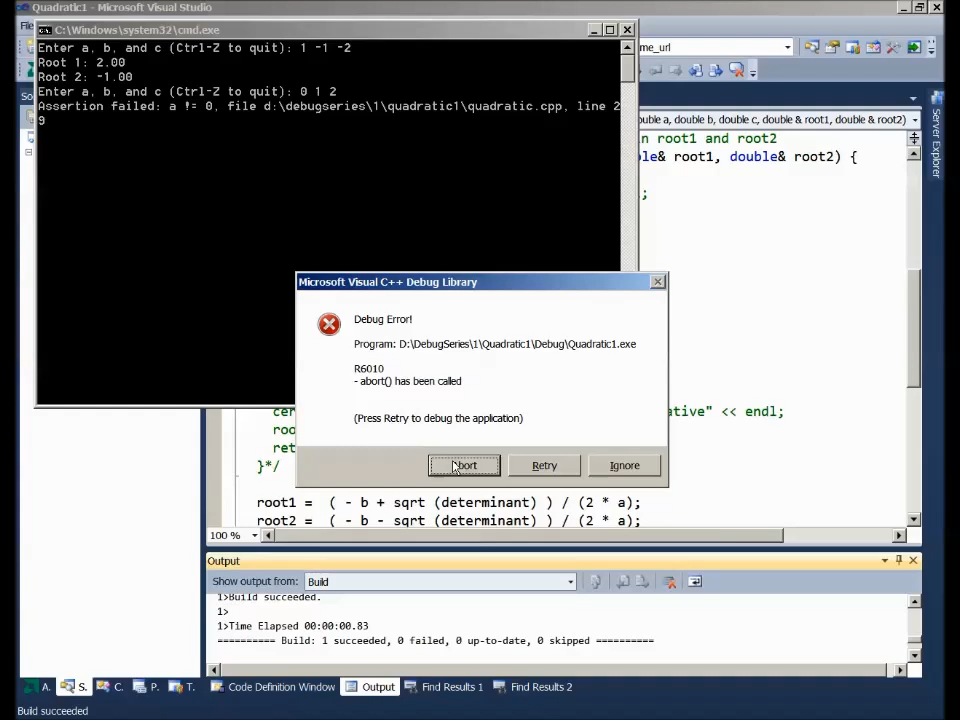 Quadratic1 - Microsoft Visual Studio
C:\Windows\system32\cmd.exe
Enter a, b, and c (Ctrl-Z to quit): 1 -1 -2
Root 1: 2.00
Root 2: -1.00
Enter a, b, and c (Ctrl-Z to quit): 0 1 2
Assertion failed: a != 0, file d:\debugseries\1\quadratic1\quadratic.cpp, line 2
9
me_url
double a, double b, double c, double & root1, double & root2)
n root1 and root2
le& root1, double& root2) {
;
Server Explorer
Microsoft Visual C++ Debug Library
Debug Error!
Program: D:\DebugSeries\1\Quadratic1\Debug\Quadratic1.exe
R6010
- abort() has been called
(Press Retry to debug the application)
Retry
Ignore
cer
ative" << endl;
roo
ret
}*/
root1 = ( - b + sqrt (determinant) ) / (2 * a);
root2 = ( - b - sqrt (determinant) ) / (2 * a);
100 %
Output
Show output from: Build
1>Build succeeded.
1>
1>Time Elapsed 00:00:00.83
========== Build: 1 succeeded, 0 failed, 0 up-to-date, 0 skipped ==========
A. S. C. P. T. Code Definition Window Output Find Results 1 Find Results 2
Build succeeded